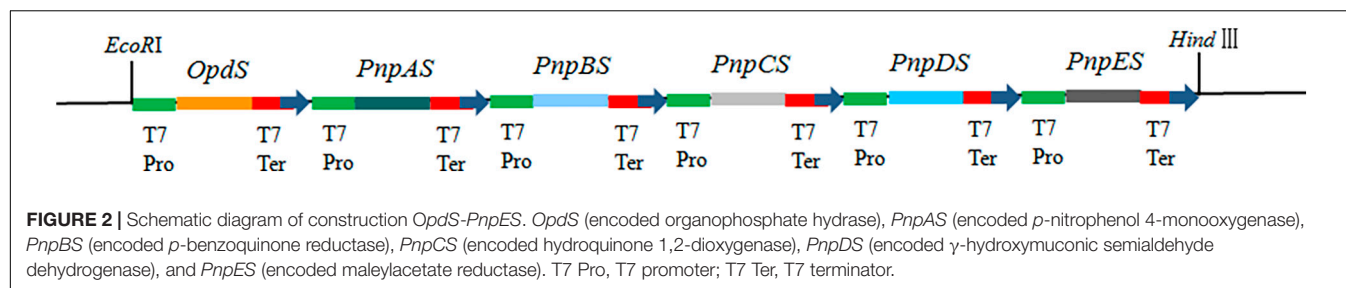 EcoRI
Hind III
OpdS PnpAS PnpBS PnpCS PnpDS PnpES
T7 T7 T7 T7 T7 T7 T7 T7 T7 T7 T7 T7
Pro Ter Pro Ter Pro Ter Pro Ter Pro Ter Pro Ter
FIGURE 2 | Schematic diagram of construction OpdS-PnpES. OpdS (encoded organophosphate hydrase), PnpAS (encoded p-nitrophenol 4-monooxygenase),
PnpBS (encoded p-benzoquinone reductase), PnpCS (encoded hydroquinone 1,2-dioxygenase), PnpDS (encoded γ-hydroxymuconic semialdehyde
dehydrogenase), and PnpES (encoded maleylacetate reductase). T7 Pro, T7 promoter; T7 Ter, T7 terminator.